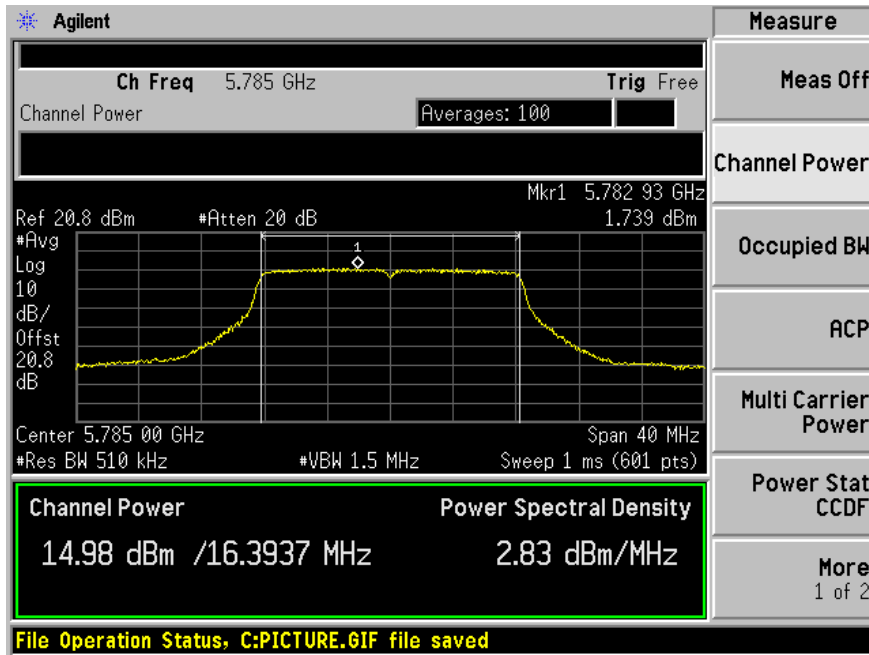 Agilent
Measure
Ch Freq 5.785 GHz Trig Free
Channel Power Averages: 100
Mkr1 5.782 93 GHz
Ref 20.8 dBm #Atten 20 dB 1.739 dBm
#Avg
Log
10
dB/
Offst
20.8
dB
1
Center 5.785 00 GHz Span 40 MHz
#Res BW 510 kHz #VBW 1.5 MHz Sweep 1 ms (601 pts)
Channel Power Power Spectral Density
14.98 dBm /16.3937 MHz 2.83 dBm/MHz
File Operation Status, C:PICTURE.GIF file saved
Meas Off
Channel Power
Occupied BW
ACP
Multi Carrier
Power
Power Stat
CCDF
More
1 of 2